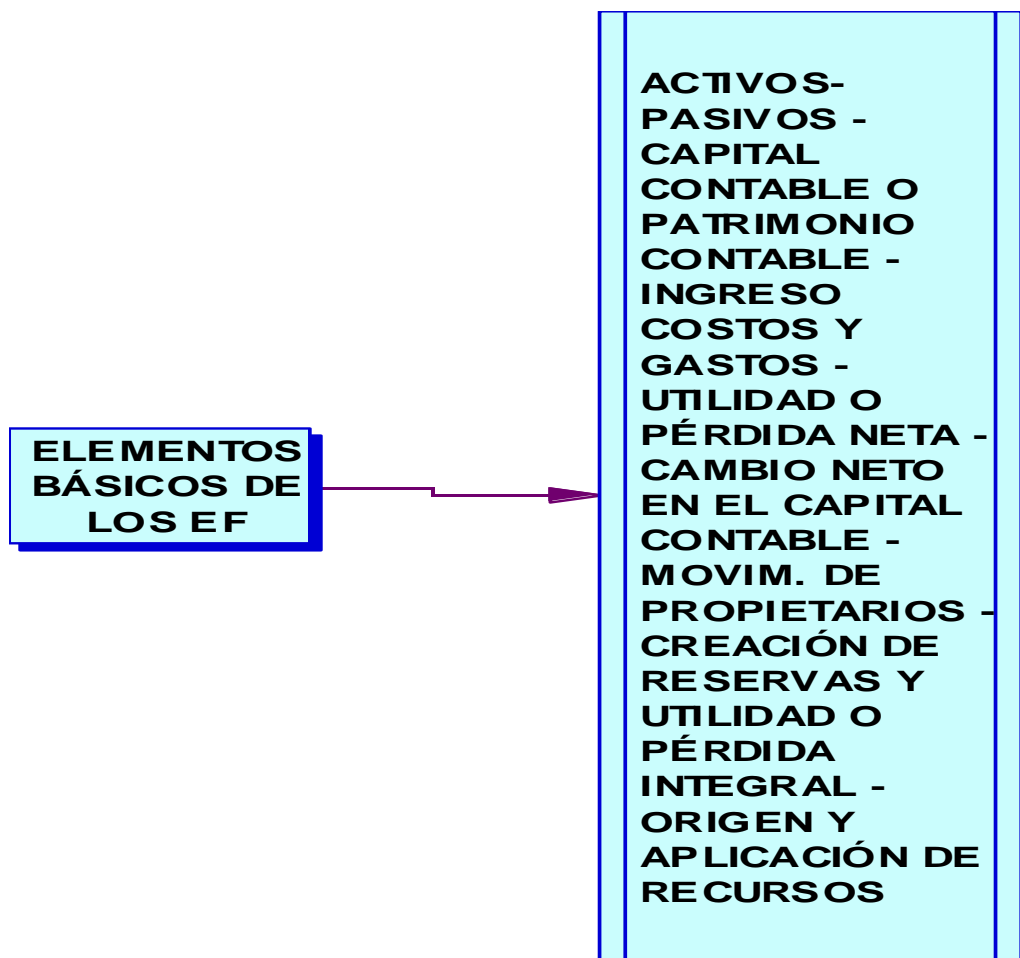 ELEMENTOS
BÁSICOS DE
LOS EF
ACTIVOS-
PASIVOS -
CAPITAL
CONTABLE O
PATRIMONIO
CONTABLE -
INGRESO
COSTOS Y
GASTOS -
UTILIDAD O
PÉRDIDA NETA -
CAMBIO NETO
EN EL CAPITAL
CONTABLE -
MOVIM. DE
PROPIETARIOS -
CREACIÓN DE
RESERVAS Y
UTILIDAD O
PÉRDIDA
INTEGRAL -
ORIGEN Y
APLICACIÓN DE
RECURSOS